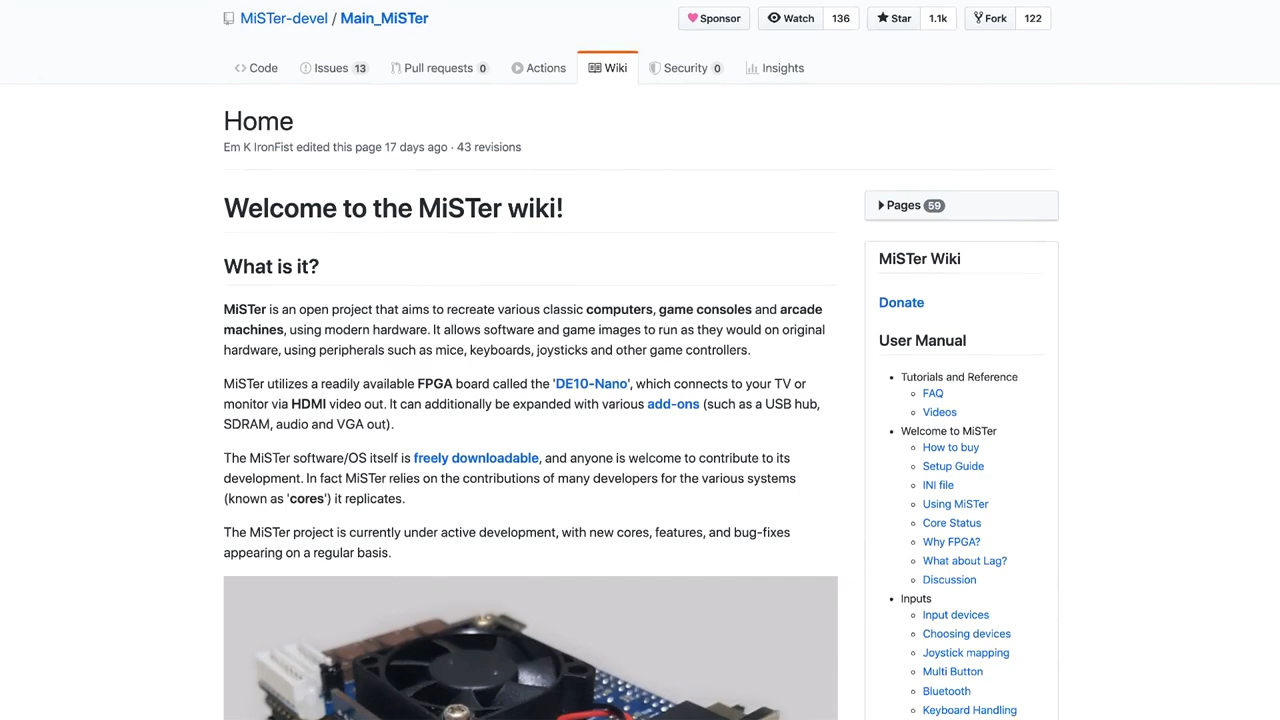 MiSTer-devel / Main_MiSTer
Sponsor
Watch 136
Star 1.1k
Fork 122
Code
Issues 13
Pull requests 0
Actions
Wiki
Security 0
Insights
Home
Em K IronFist edited this page 17 days ago · 43 revisions
Welcome to the MiSTer wiki!
What is it?
MiSTer is an open project that aims to recreate various classic computers, game consoles and arcade
machines, using modern hardware. It allows software and game images to run as they would on original
hardware, using peripherals such as mice, keyboards, joysticks and other game controllers.
MiSTer utilizes a readily available FPGA board called the 'DE10-Nano', which connects to your TV or
monitor via HDMI video out. It can additionally be expanded with various add-ons (such as a USB hub,
SDRAM, audio and VGA out).
The MiSTer software/OS itself is freely downloadable, and anyone is welcome to contribute to its
development. In fact MiSTer relies on the contributions of many developers for the various systems
(known as 'cores') it replicates.
The MiSTer project is currently under active development, with new cores, features, and bug-fixes
appearing on a regular basis.
Pages 59
MiSTer Wiki
Donate
User Manual
Tutorials and Reference
FAQ
Videos
Welcome to MiSTer
How to buy
Setup Guide
INI file
Using MiSTer
Core Status
Why FPGA?
What about Lag?
Discussion
Inputs
Input devices
Choosing devices
Joystick mapping
Multi Button
Bluetooth
Keyboard Handling